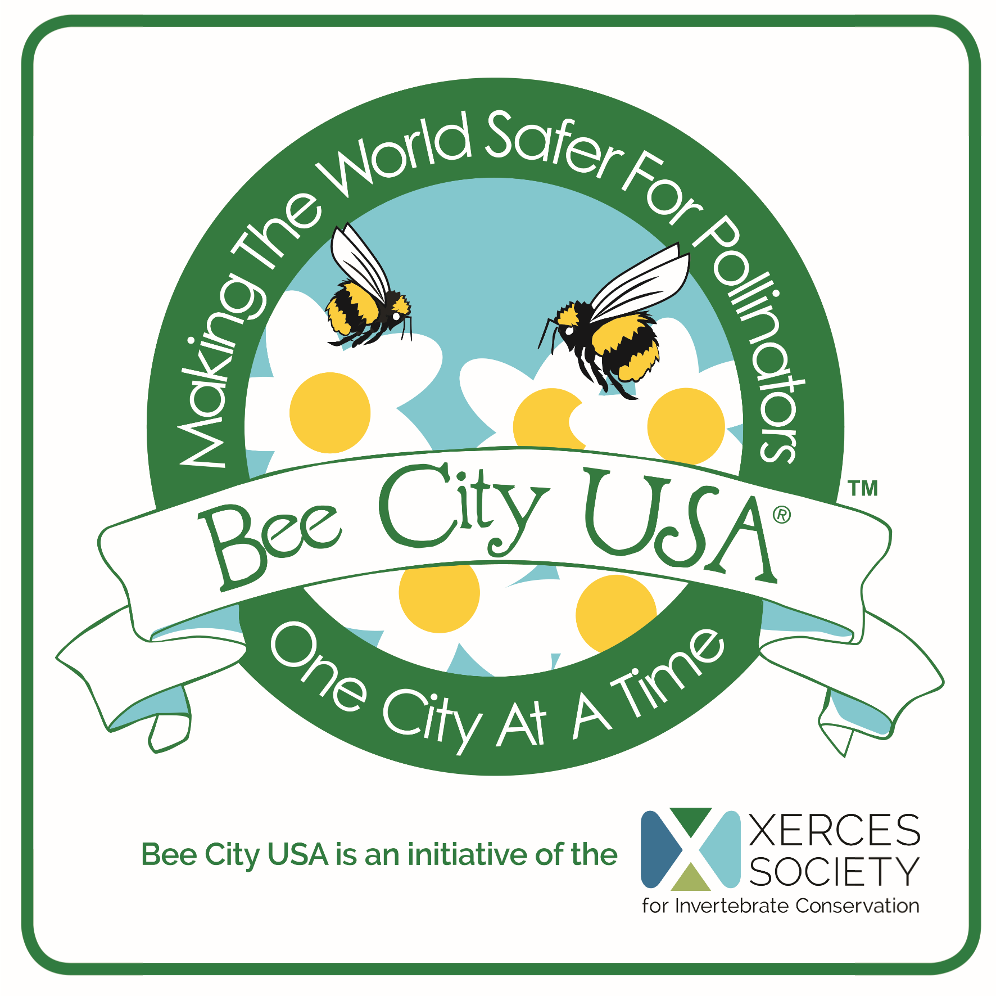 Making The World Safer For Pollinators
Bee City USA®
TM
One City At A Time
Bee City USA is an initiative of the
XERCES
SOCIETY
for Invertebrate Conservation